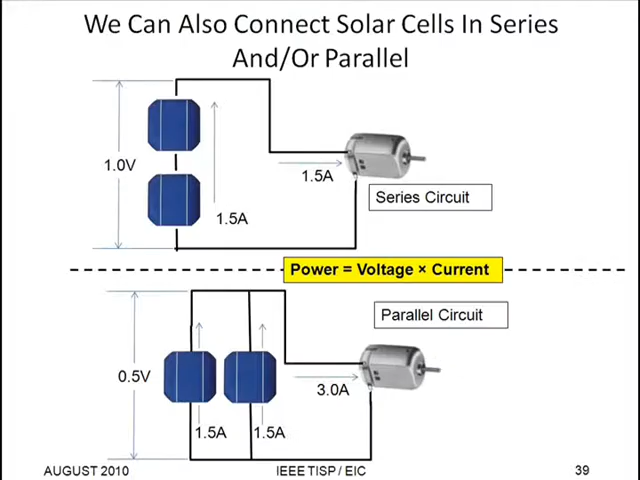 We Can Also Connect Solar Cells In Series
And/Or Parallel
1.0V
1.5A
1.5A
Series Circuit
Power = Voltage × Current
Parallel Circuit
0.5V
3.0A
1.5A
1.5A
AUGUST 2010
IEEE TISP / EIC
39